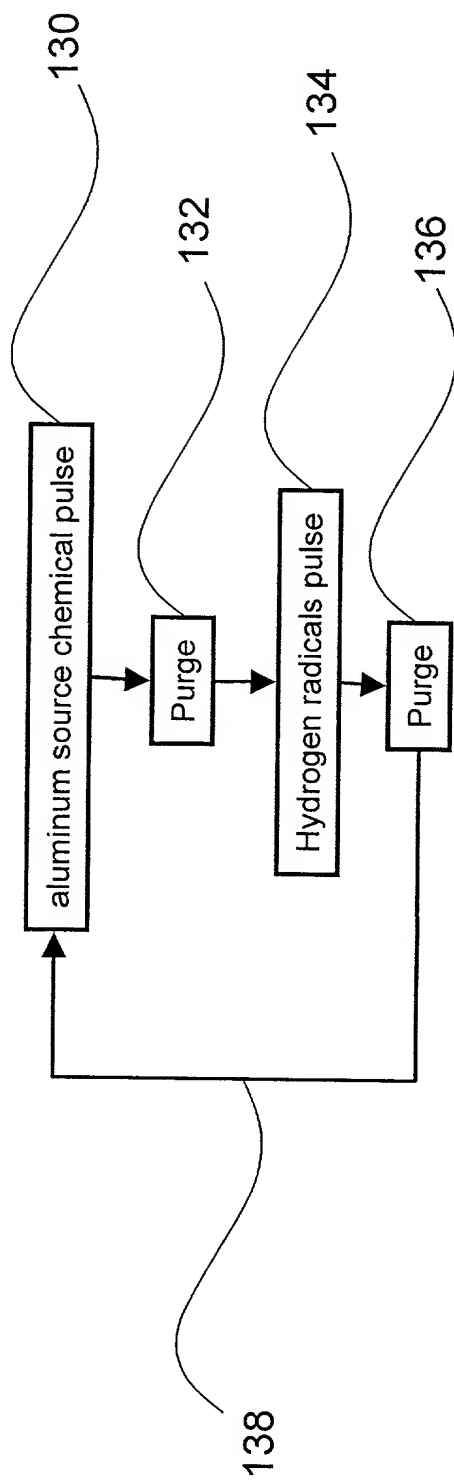 aluminum source chemical pulse
130
Purge
132
Hydrogen radicals pulse
134
Purge
136
138